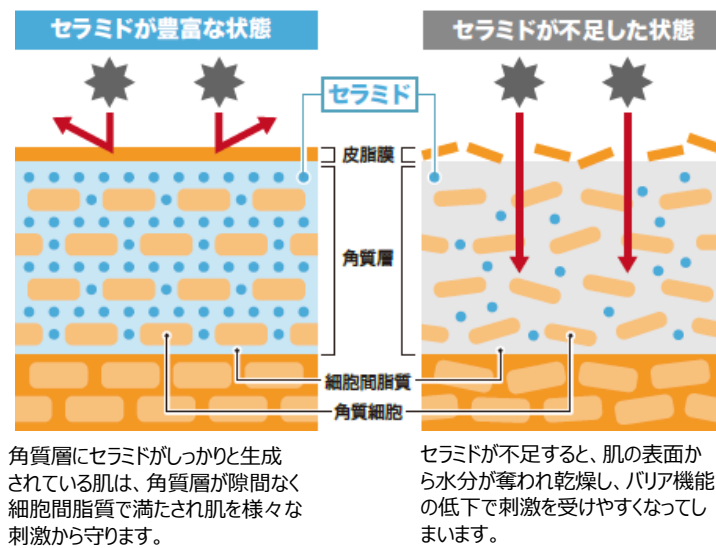 セラミドが豊富な状態
セラミドが不足した状態
セラミド
皮脂膜
角質層
細胞間脂質
角質細胞
角質層にセラミドがしっかりと生成
されている肌は、角質層が隙間なく
細胞間脂質で満たされ肌を様々な
刺激から守ります。
セラミドが不足すると、肌の表面か
ら水分が奪われ乾燥し、バリア機能
の低下で刺激を受けやすくなってし
まいます。